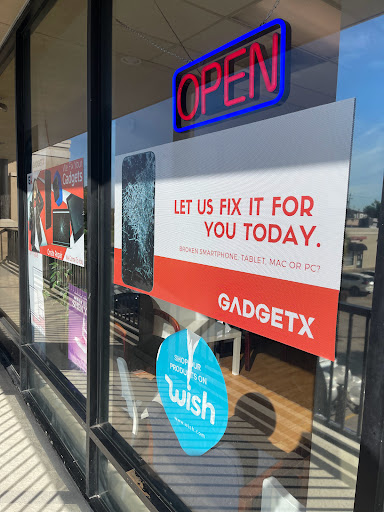 OPEN
LET US FIX IT FOR
YOU TODAY.
BROKEN SMARTPHONE, TABLET, MAC OR PC?
GADGETX
SHOP OUR
PRODUCTS ON
wish
Gadgets